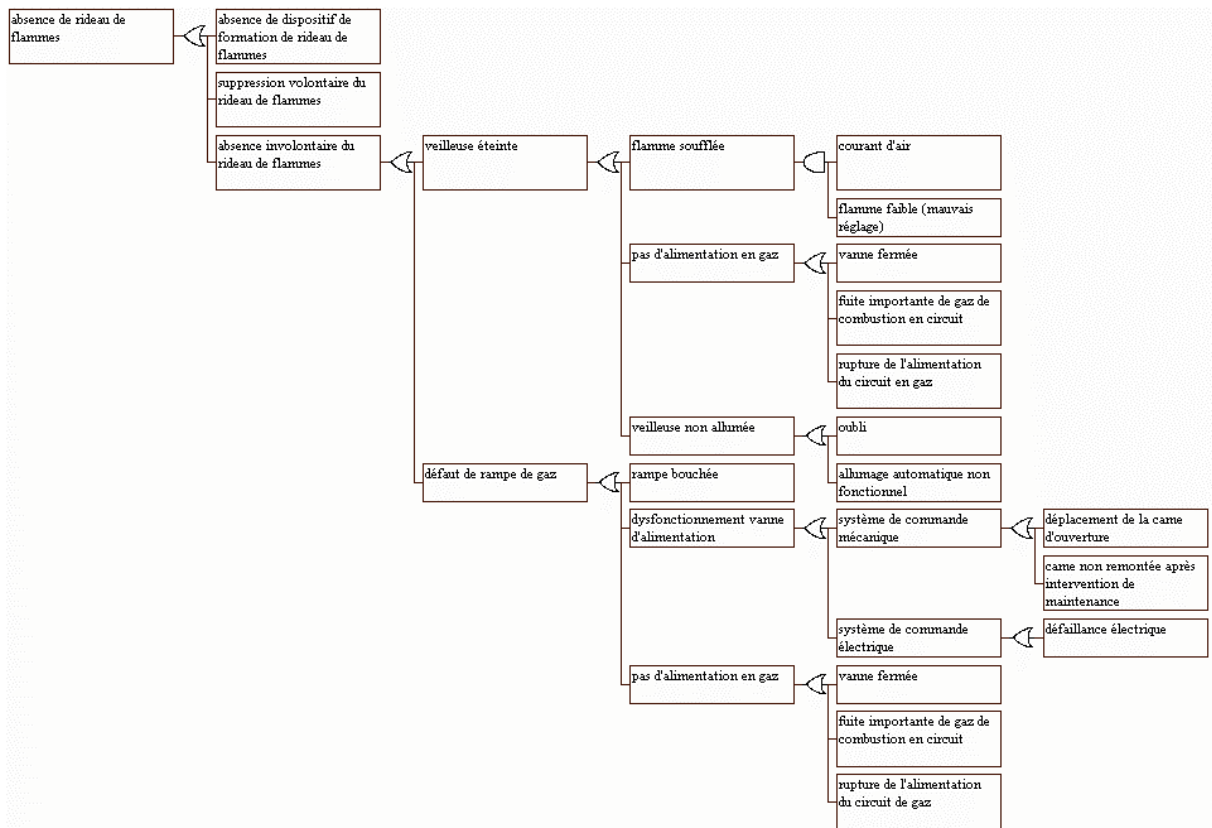 absence de rideau de
flammes
absence de dispositif de
formation de rideau de
flammes
suppression volontaire du
rideau de flammes
absence involontaire du
rideau de flammes
veilleuse éteinte
flamme soufflée
courant d'air
flamme faible (mauvais
réglage)
pas d'alimentation en gaz
vanne fermée
fuite importante de gaz de
combustion en circuit
rupture de l'alimentation
du circuit en gaz
veilleuse non allumée
oubli
allumage automatique non
fonctionnel
défaut de rampe de gaz
rampe bouchée
dysfonctionnement vanne
d'alimentation
système de commande
mécanique
déplacement de la came
d'ouverture
came non remontée après
intervention de
maintenance
système de commande
électrique
défaillance électrique
pas d'alimentation en gaz
vanne fermée
fuite importante de gaz de
combustion en circuit
rupture de l'alimentation
du circuit de gaz